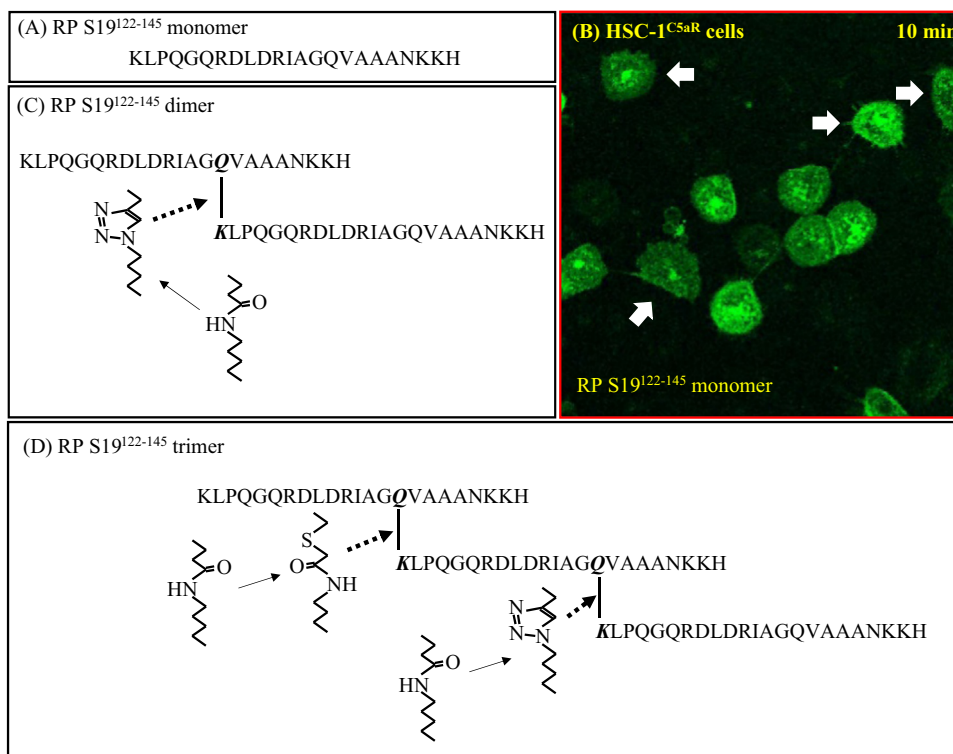 (A) RP S19122-145 monomer
KLPQGQRDLDRIAGQVAAANKKH
(B) HSC-1C5aR cells 10 min
RP S19122-145 monomer
(C) RP S19122-145 dimer
KLPQGQRDLDRIAGQVAAANKKH
N
N
N
KLPQGQRDLDRIAGQVAAANKKH
O
HN
(D) RP S19122-145 trimer
KLPQGQRDLDRIAGQVAAANKKH
S
O
HN
O
NH
KLPQGQRDLDRIAGQVAAANKKH
N
N
N
O
HN
KLPQGQRDLDRIAGQVAAANKKH